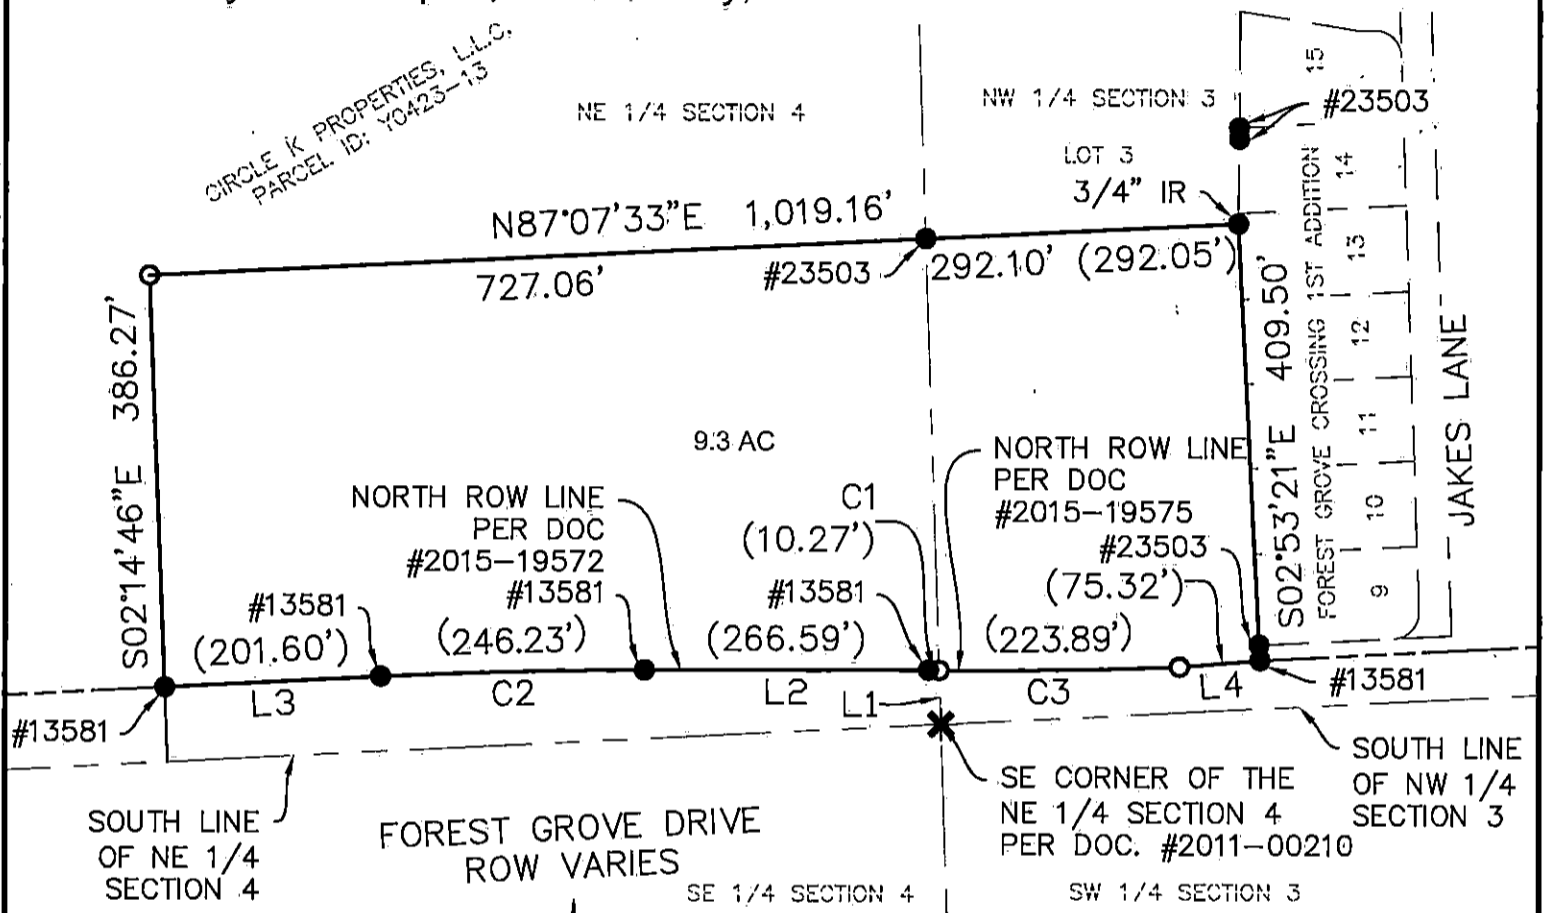 CIRCLE K PROPERTIES, L.L.C.
PARCEL ID: Y0423-13
NE 1/4 SECTION 4
NW 1/4 SECTION 3
#23503
LOT 3
3/4" IR
N87°07'33"E 1,019.16'
727.06'
#23503
292.10' (292.05')
S02°14'46"E 386.27'
9.3 AC
S02°53'21"E 409.50'
FOREST GROVE CROSSING 1ST ADDITION
15
14
13
12
11
10
9
JAKES LANE
NORTH ROW LINE
PER DOC
#2015-19572
C1
(10.27')
NORTH ROW LINE
PER DOC
#2015-19575
#23503
(75.32')
#13581
#13581
#13581
(201.60')
(246.23')
(266.59')
(223.89')
L3
C2
L2
L1
C3
L4
#13581
#13581
SOUTH LINE
OF NE 1/4
SECTION 4
FOREST GROVE DRIVE
ROW VARIES
SE CORNER OF THE
NE 1/4 SECTION 4
PER DOC. #2011-00210
SOUTH LINE
OF NW 1/4
SECTION 3
SE 1/4 SECTION 4
SW 1/4 SECTION 3